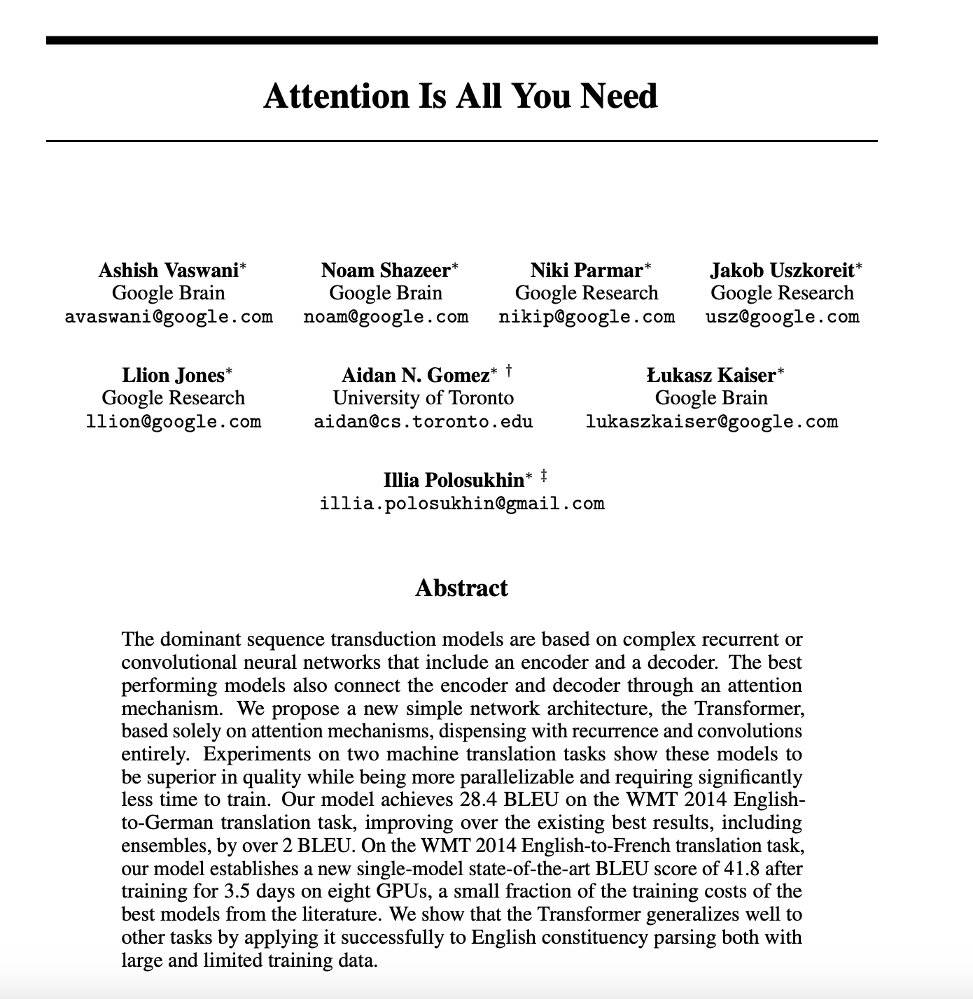 Attention Is All You Need
Ashish Vaswani* Noam Shazeer* Niki Parmar* Jakob Uszkoreit*
Google Brain Google Brain Google Research Google Research
avaswani@google.com noam@google.com nikip@google.com usz@google.com
Llion Jones* Aidan N. Gomez* † Łukasz Kaiser*
Google Research University of Toronto Google Brain
llion@google.com aidan@cs.toronto.edu lukaszkaiser@google.com
Illia Polosukhin* ‡
illia.polosukhin@gmail.com
Abstract
The dominant sequence transduction models are based on complex recurrent or
convolutional neural networks that include an encoder and a decoder. The best
performing models also connect the encoder and decoder through an attention
mechanism. We propose a new simple network architecture, the Transformer,
based solely on attention mechanisms, dispensing with recurrence and convolutions
entirely. Experiments on two machine translation tasks show these models to
be superior in quality while being more parallelizable and requiring significantly
less time to train. Our model achieves 28.4 BLEU on the WMT 2014 English-
to-German translation task, improving over the existing best results, including
ensembles, by over 2 BLEU. On the WMT 2014 English-to-French translation task,
our model establishes a new single-model state-of-the-art BLEU score of 41.8 after
training for 3.5 days on eight GPUs, a small fraction of the training costs of the
best models from the literature. We show that the Transformer generalizes well to
other tasks by applying it successfully to English constituency parsing both with
large and limited training data.